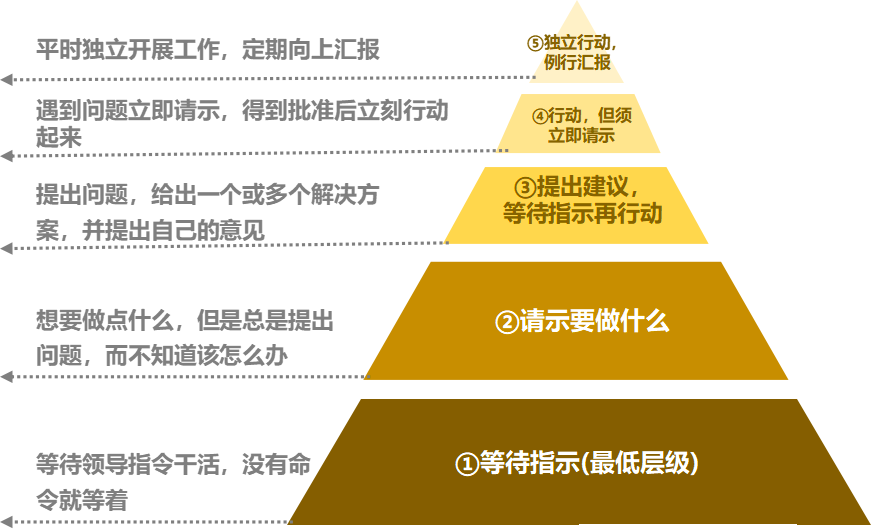 平时独立开展工作，定期向上汇报
⑤独立行动，
例行汇报
遇到问题立即请示，得到批准后立刻行动
起来
④行动，但须
立即请示
提出问题，给出一个或多个解决方
案，并提出自己的意见
③提出建议，
等待指示再行动
想要做点什么，但是总是提出
问题，而不知道该怎么办
②请示要做什么
等待领导指令干活，没有命
令就等着
①等待指示(最低层级)